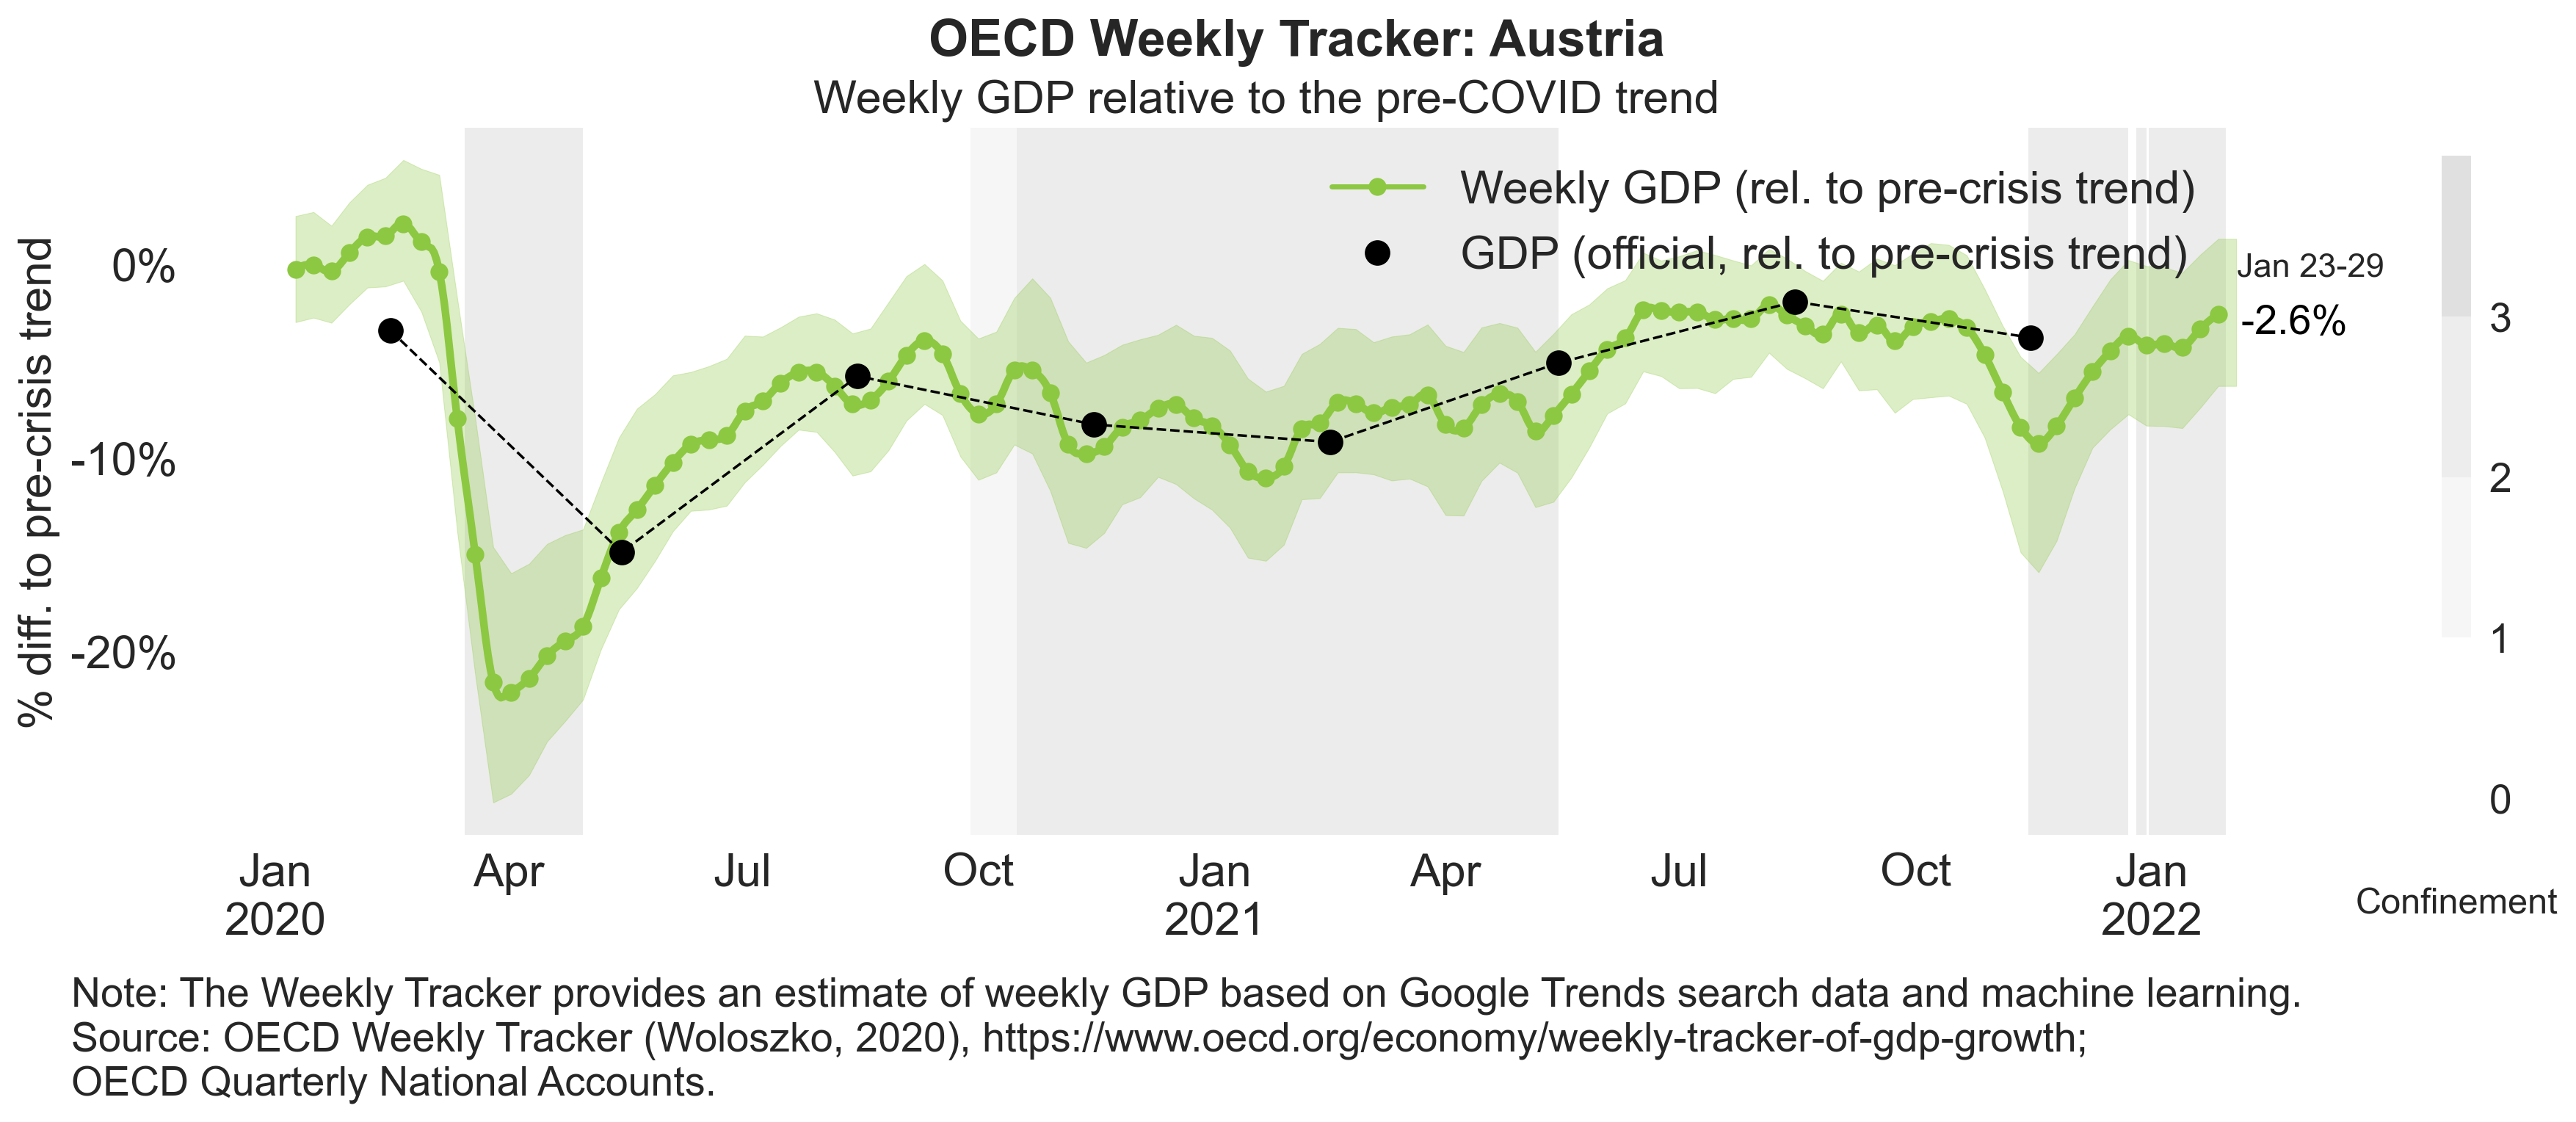 OECD Weekly Tracker: Austria
Weekly GDP relative to the pre-COVID trend
% diff. to pre-crisis trend
0%
-10%
-20%
Weekly GDP (rel. to pre-crisis trend)
GDP (official, rel. to pre-crisis trend)
Jan 23-29
-2.6%
3
2
1
0
Confinement
Jan Apr Jul Oct Jan Apr Jul Oct Jan
2020 2021 2022
Note: The Weekly Tracker provides an estimate of weekly GDP based on Google Trends search data and machine learning.
Source: OECD Weekly Tracker (Woloszko, 2020), https://www.oecd.org/economy/weekly-tracker-of-gdp-growth;
OECD Quarterly National Accounts.